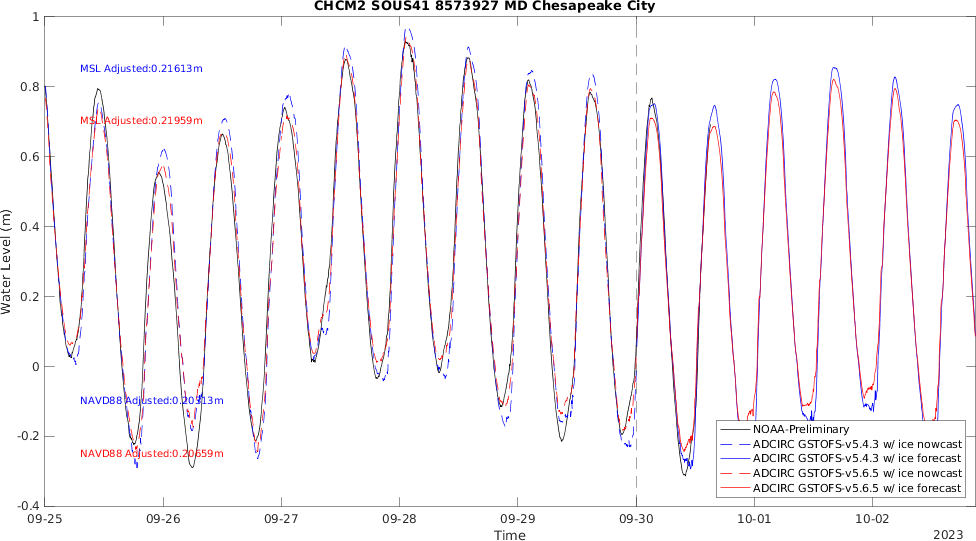 CHCM2 SOUS41 8573927 MD Chesapeake City
1
0.8
0.6
0.4
0.2
0
-0.2
-0.4
Water Level (m)
MSL Adjusted:0.21613m
MSL Adjusted:0.21959m
NAVD88 Adjusted:0.20313m
NAVD88 Adjusted:0.20659m
NOAA-Preliminary
ADCIRC GSTOFS-v5.4.3 w/ ice nowcast
ADCIRC GSTOFS-v5.4.3 w/ ice forecast
ADCIRC GSTOFS-v5.6.5 w/ ice nowcast
ADCIRC GSTOFS-v5.6.5 w/ ice forecast
09-25 09-26 09-27 09-28 09-29 09-30 10-01 10-02
Time
2023